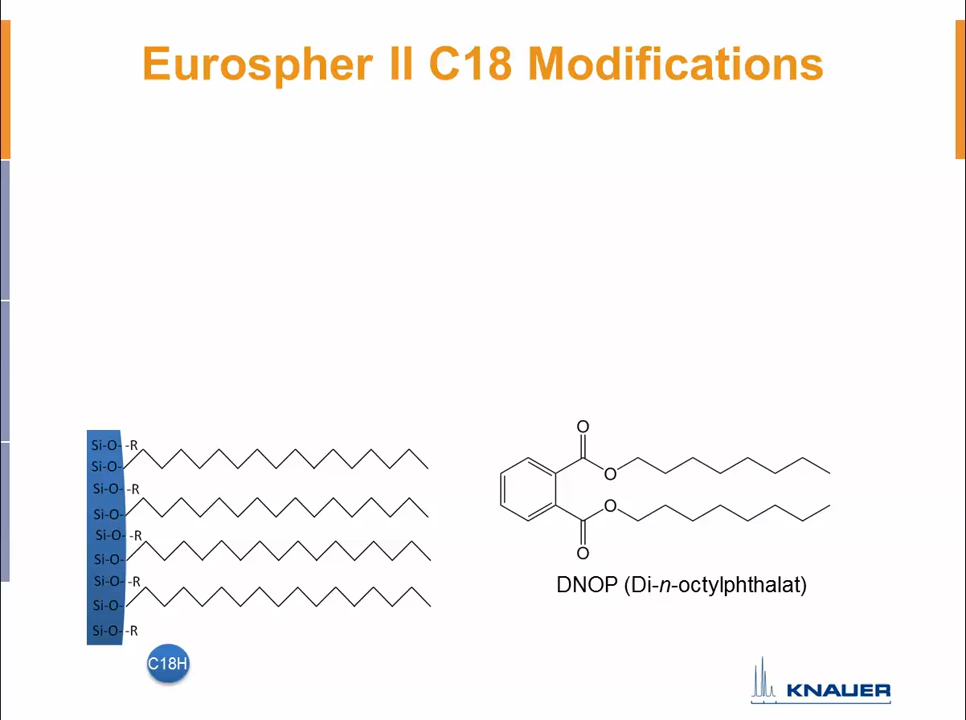 Eurospher II C18 Modifications
Si-O- -R
Si-O-
Si-O- -R
Si-O-
Si-O- -R
Si-O-
Si-O- -R
Si-O-
Si-O- -R
C18H
O
O
O
O
DNOP (Di-n-octylphthalat)
KNAUER